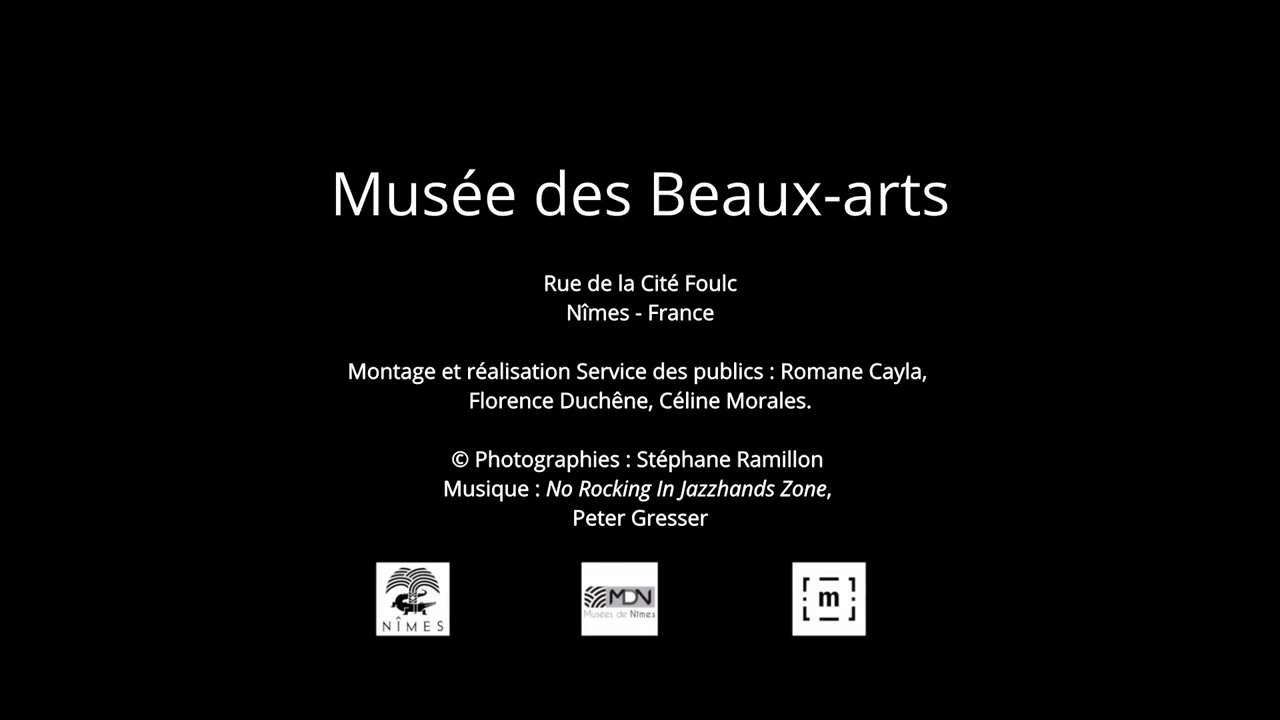 Musée des Beaux-arts
Rue de la Cité Foulc
Nîmes - France
Montage et réalisation Service des publics : Romane Cayla,
Florence Duchêne, Céline Morales.
© Photographies : Stéphane Ramillon
Musique : No Rocking In Jazzhands Zone,
Peter Gresser
NÎMES
MDN
Musées de Nîmes
[m]